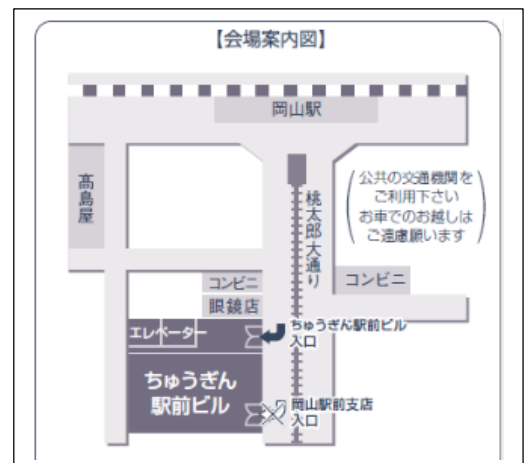 【会場案内図】
岡山駅
公共の交通機関を
ご利用下さい
お車でのお越しは
ご遠慮願います
髙島屋
桃太郎大通り
コンビニ
コンビニ
眼鏡店
エレベーター
ちゅうぎん駅前ビル
入口
ちゅうぎん
駅前ビル
岡山駅前支店
入口